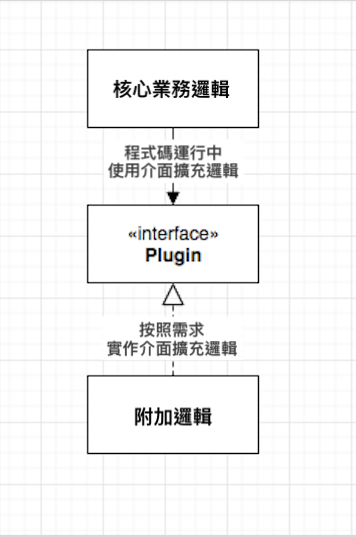 核心業務邏輯
程式碼運行中
使用介面擴充邏輯
«interface»
Plugin
按照需求
實作介面擴充邏輯
附加邏輯